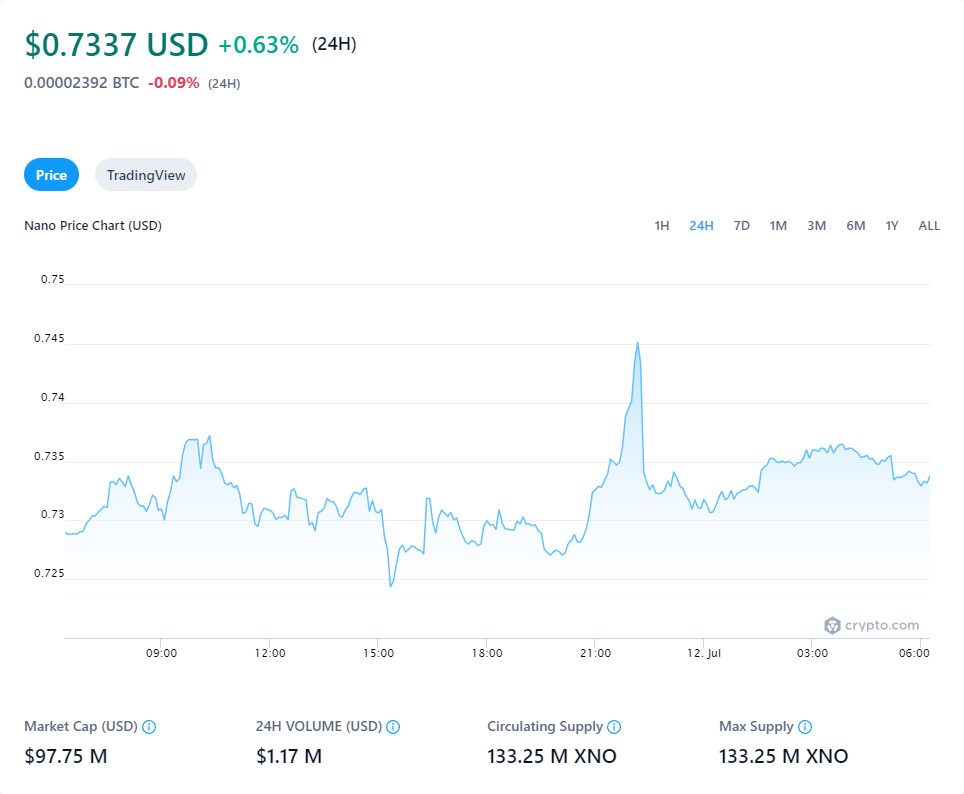 $0.7337 USD +0.63% (24H)
0.00002392 BTC -0.09% (24H)
Price TradingView
Nano Price Chart (USD) 1H 24H 7D 1M 3M 6M 1Y ALL
0.75
0.745
0.74
0.735
0.73
0.725
crypto.com
09:00 12:00 15:00 18:00 21:00 12. Jul 03:00 06:00
Market Cap (USD) 24H VOLUME (USD) Circulating Supply Max Supply
$97.75 M $1.17 M 133.25 M XNO 133.25 M XNO